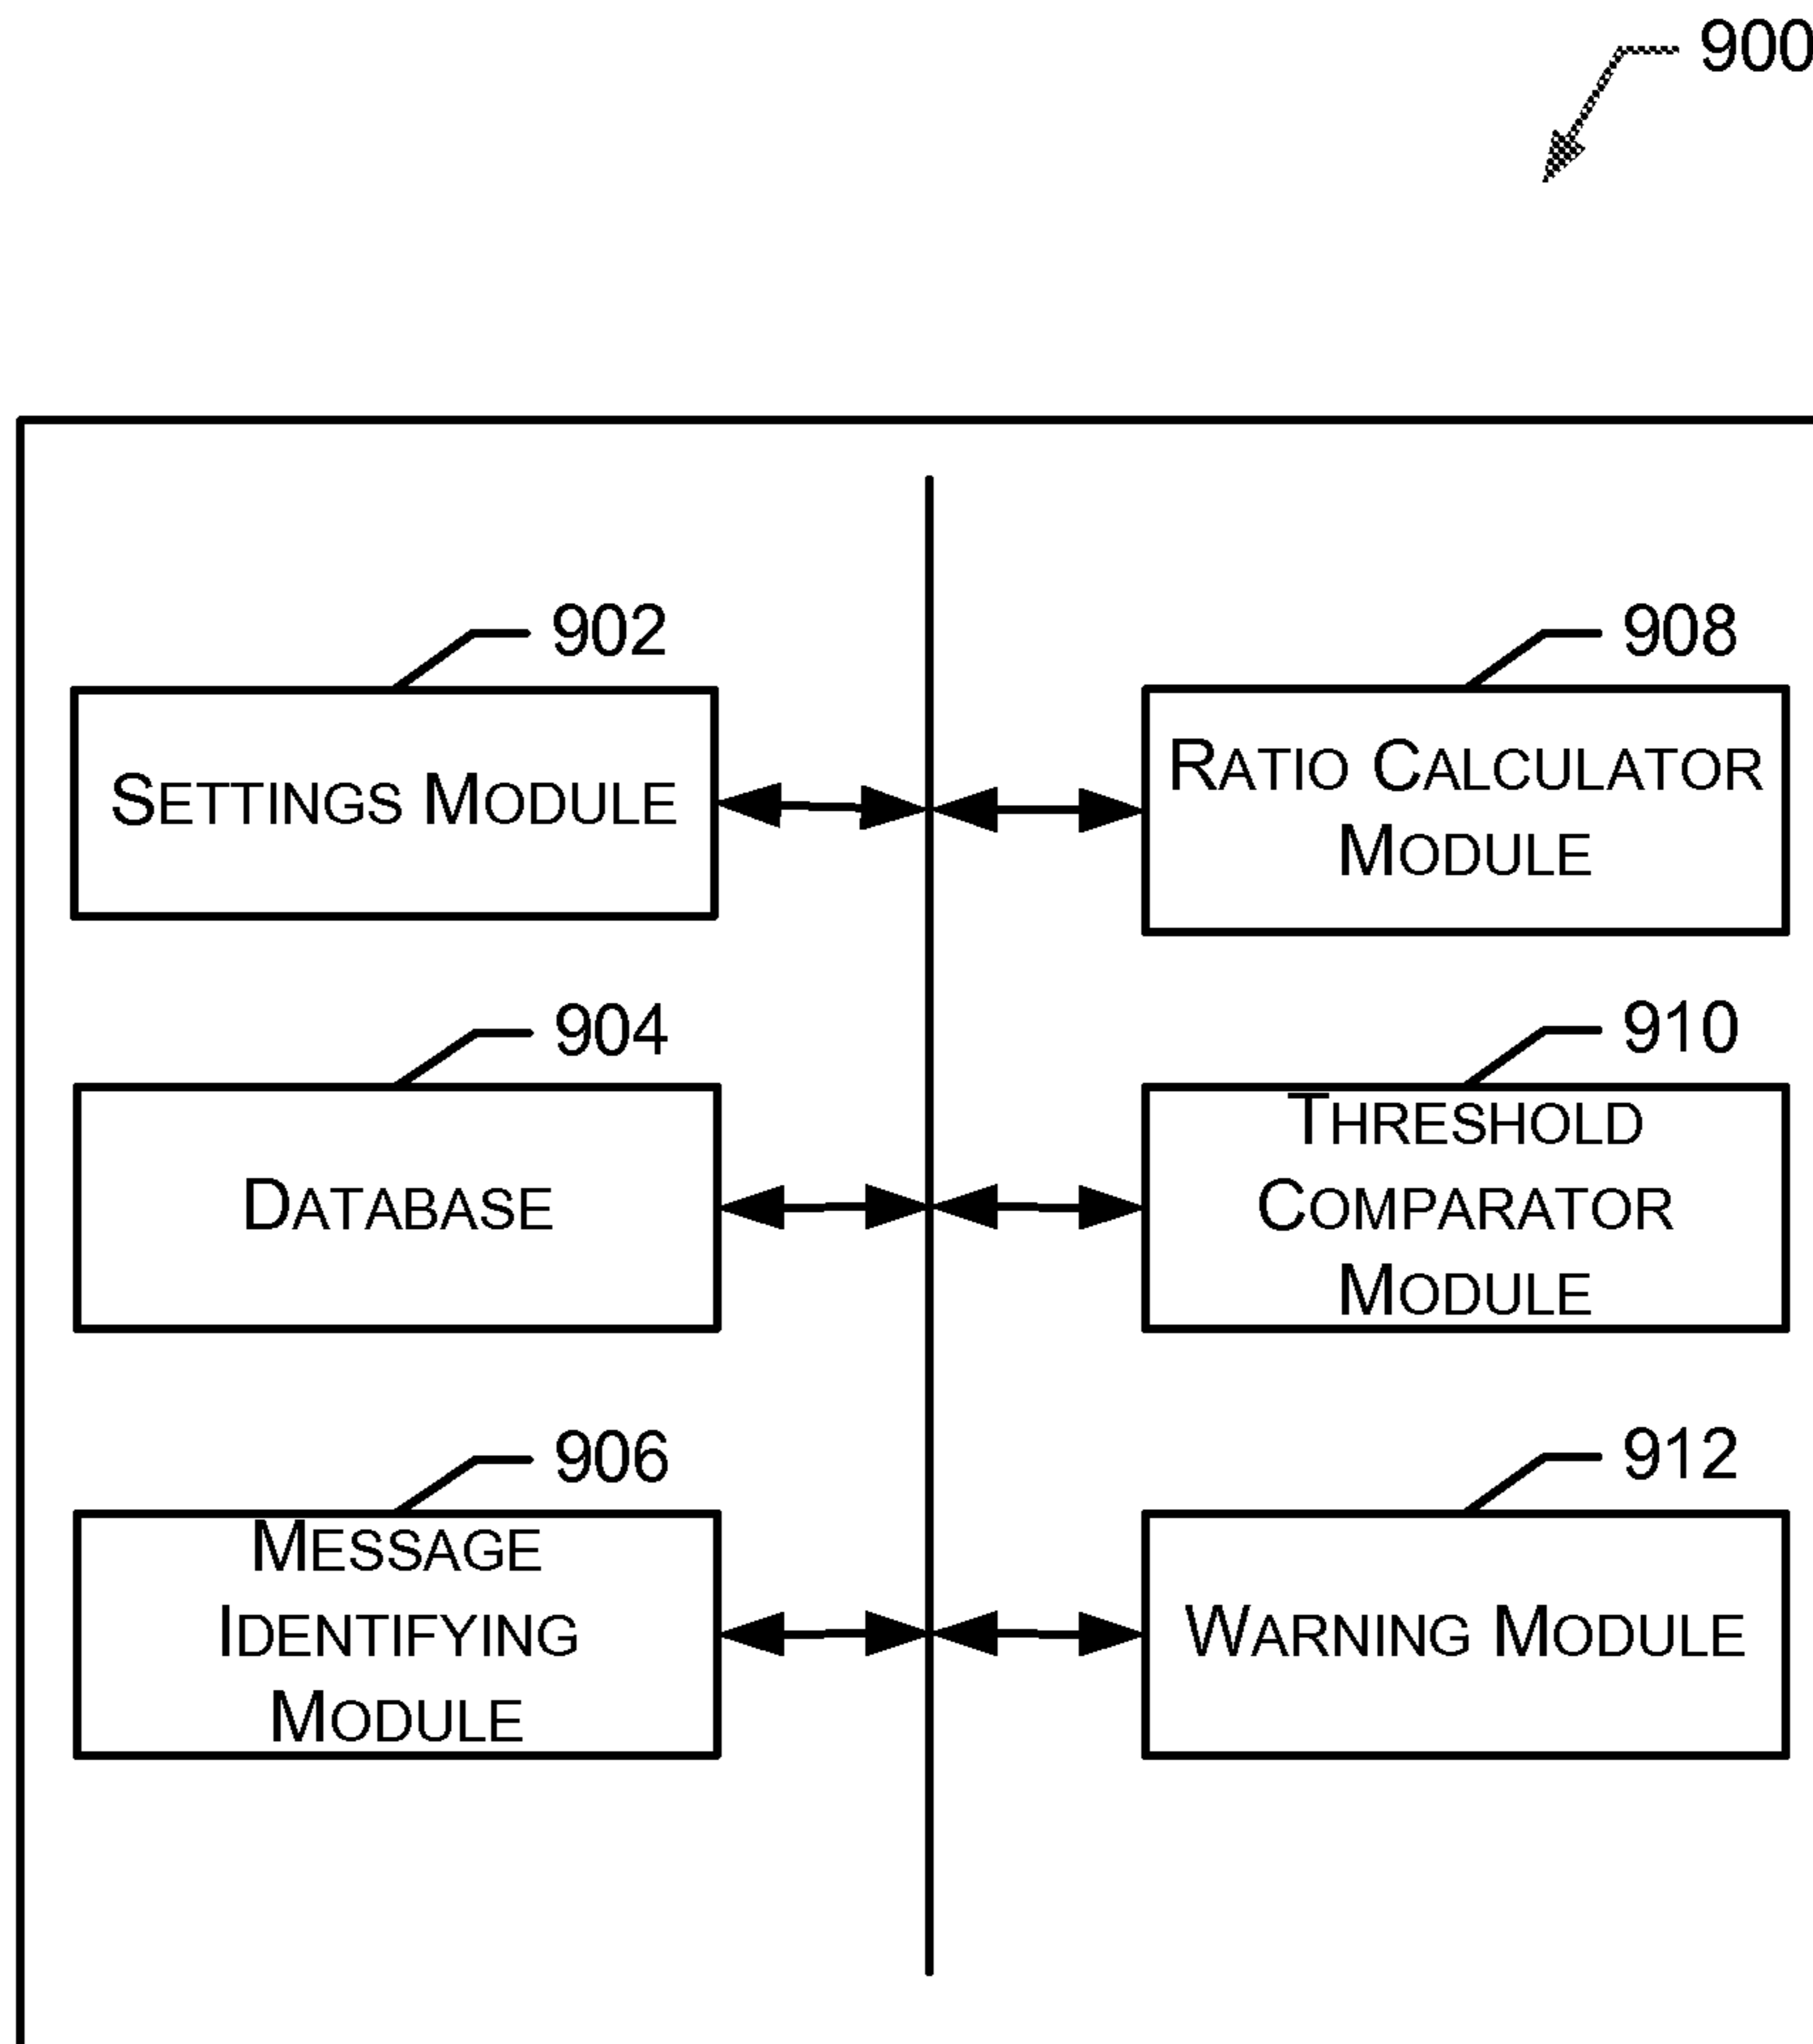 900
902
SETTINGS MODULE
908
RATIO CALCULATOR
MODULE
904
DATABASE
910
THRESHOLD
COMPARATOR
MODULE
906
MESSAGE
IDENTIFYING
MODULE
912
WARNING MODULE